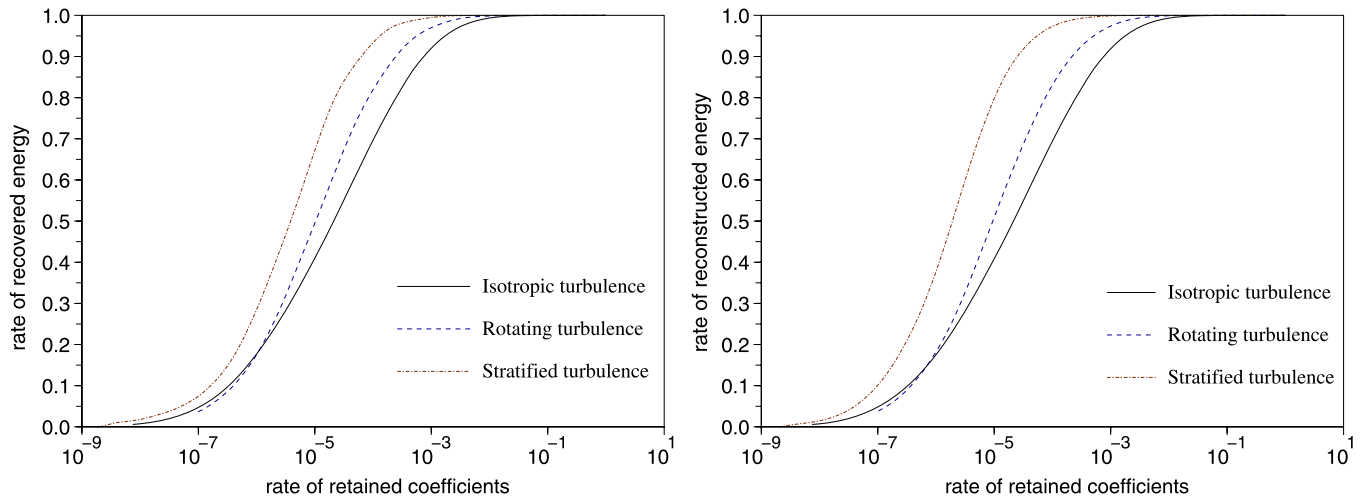 1.0
0.9
0.8
0.7
0.6
0.5
0.4
0.3
0.2
0.1
0.0
rate of recovered energy
Isotropic turbulence
Rotating turbulence
Stratified turbulence
10⁻⁹ 10⁻⁷ 10⁻⁵ 10⁻³ 10⁻¹ 10¹
rate of retained coefficients
1.0
0.9
0.8
0.7
0.6
0.5
0.4
0.3
0.2
0.1
0.0
rate of reconstructed energy
Isotropic turbulence
Rotating turbulence
Stratified turbulence
10⁻⁹ 10⁻⁷ 10⁻⁵ 10⁻³ 10⁻¹ 10¹
rate of retained coefficients